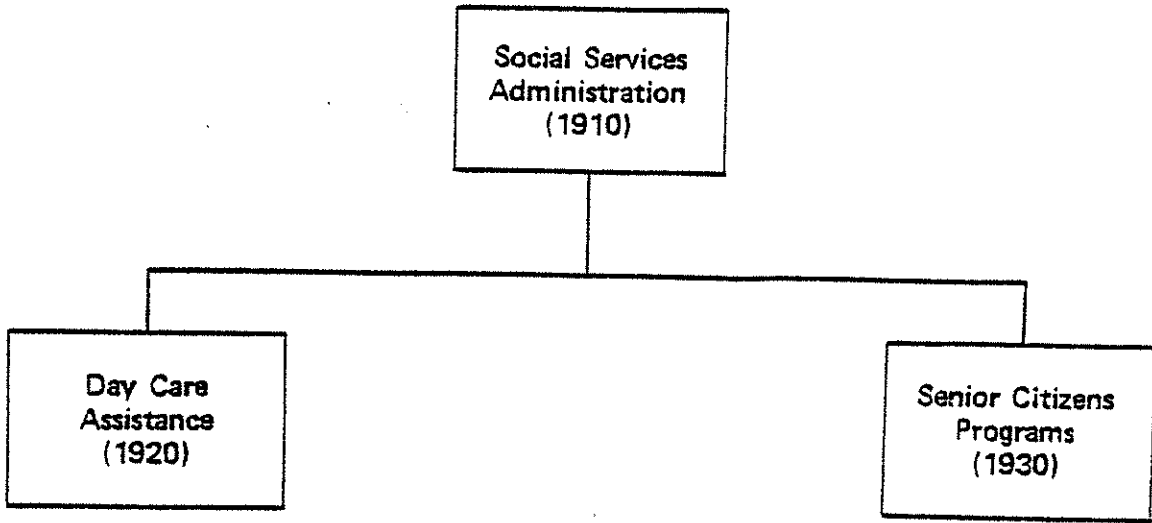 Social Services
Administration
(1910)
Day Care
Assistance
(1920)
Senior Citizens
Programs
(1930)